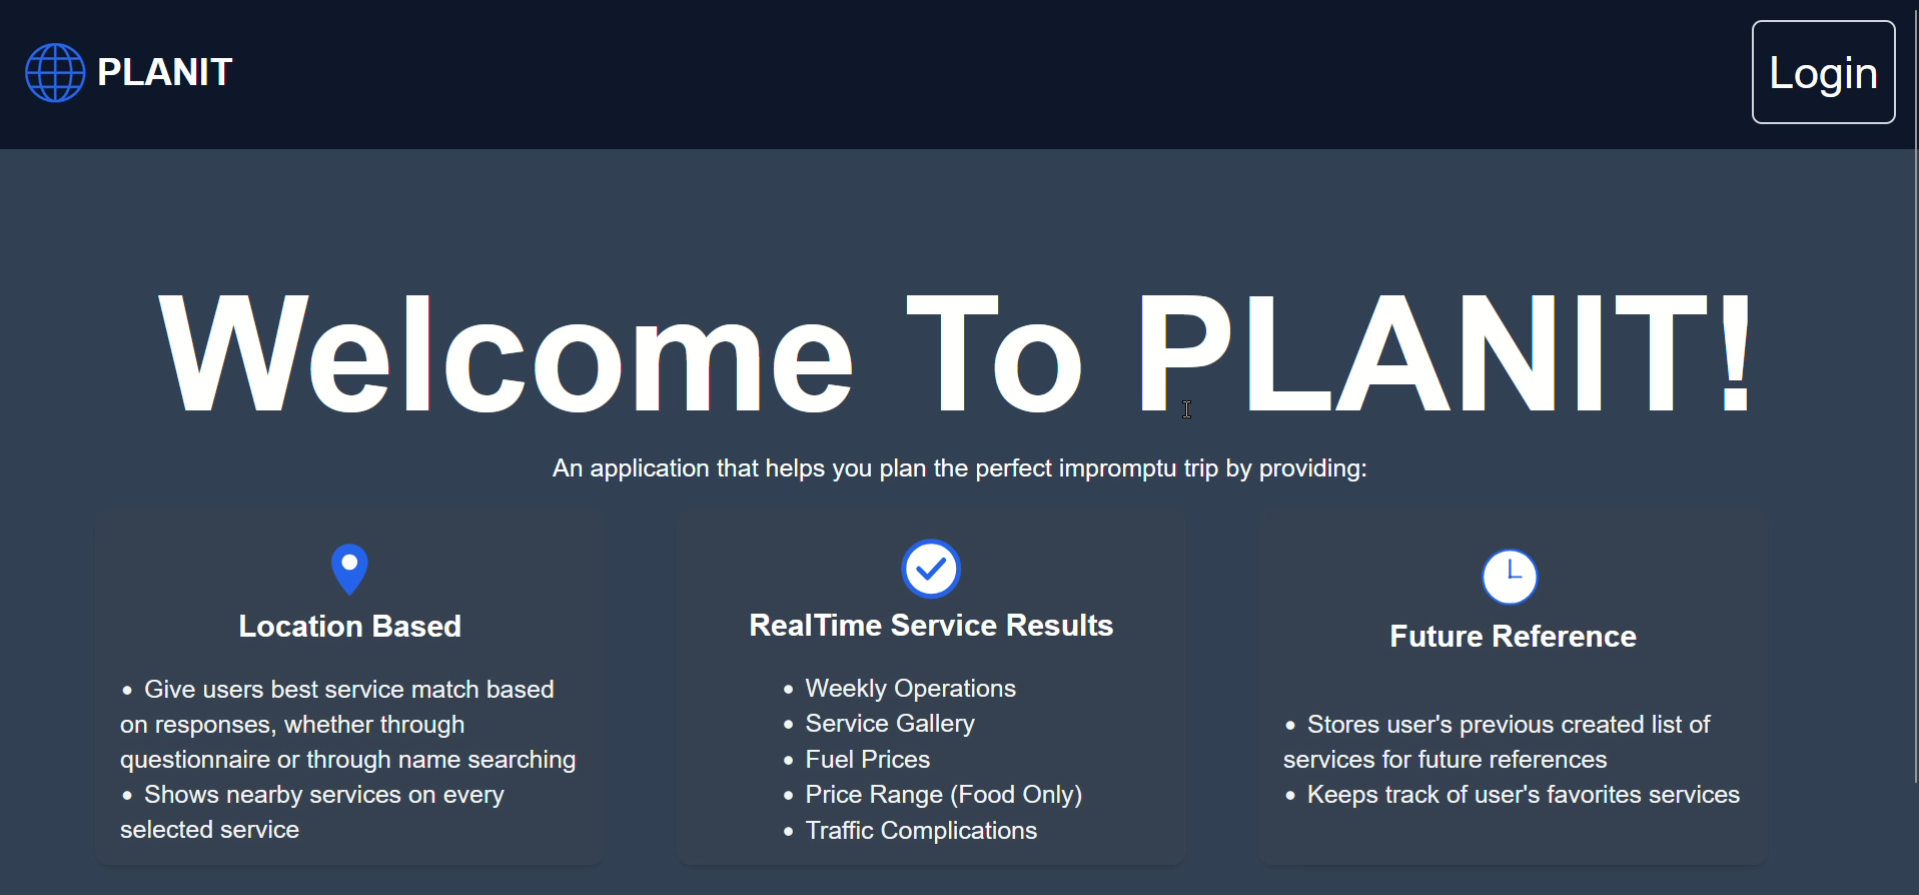 PLANIT
Login
Welcome To PLANIT!
An application that helps you plan the perfect impromptu trip by providing:
Location Based
• Give users best service match based
on responses, whether through
questionnaire or through name searching
• Shows nearby services on every
selected service
RealTime Service Results
• Weekly Operations
• Service Gallery
• Fuel Prices
• Price Range (Food Only)
• Traffic Complications
Future Reference
• Stores user's previous created list of
services for future references
• Keeps track of user's favorites services